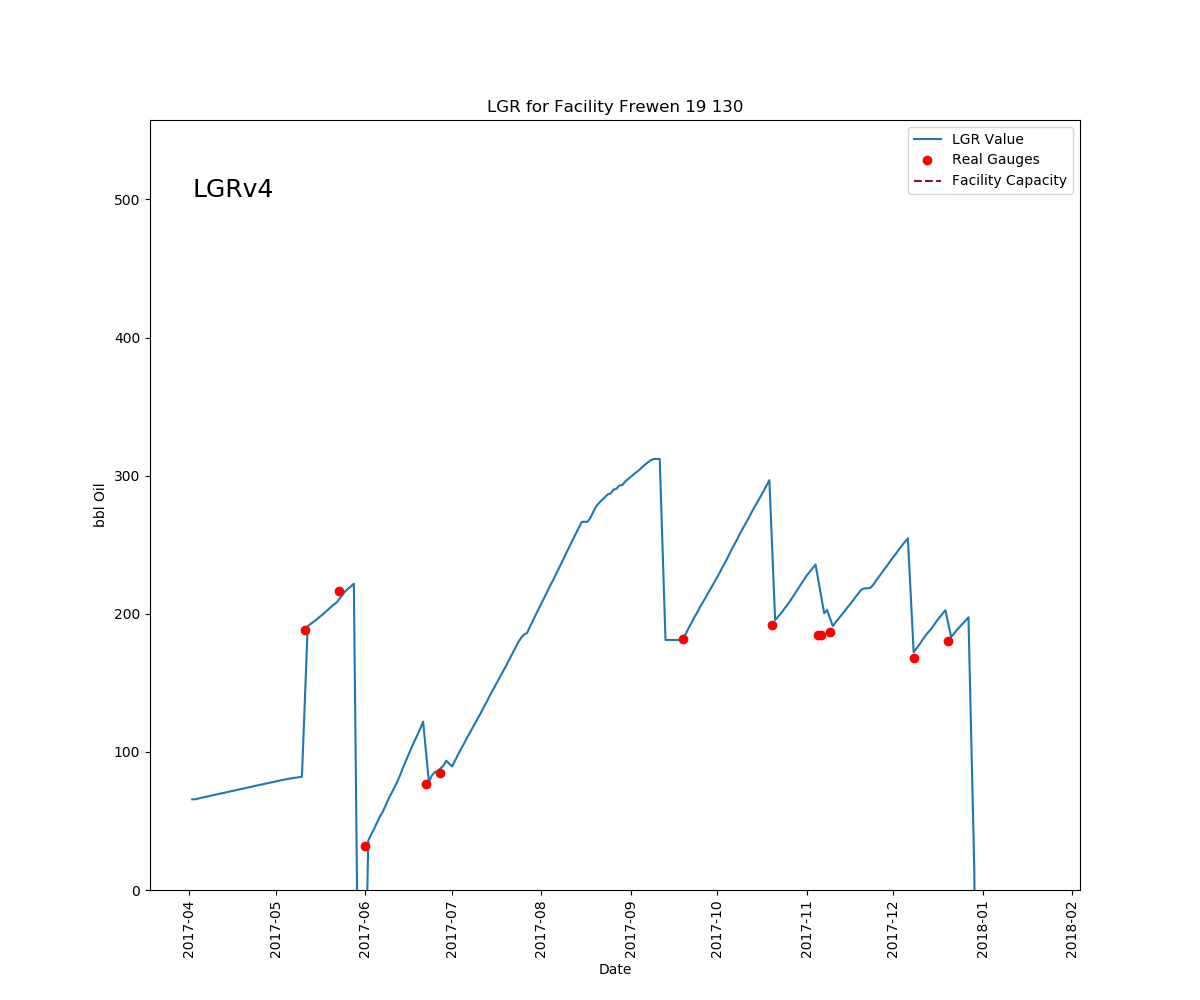 LGR for Facility Frewen 19 130
LGRv4
LGR Value
Real Gauges
Facility Capacity
bbl Oil
500
400
300
200
100
0
2017-04
2017-05
2017-06
2017-07
2017-08
2017-09
2017-10
2017-11
2017-12
2018-01
2018-02
Date